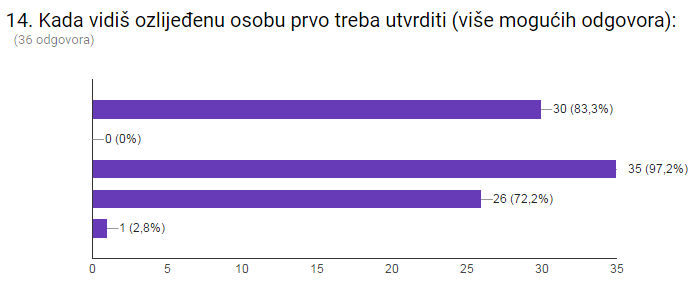 14. Kada vidiš ozlijeđenu osobu prvo treba utvrditi (više mogućih odgovora):
(36 odgovora)
30 (83,3%)
0 (0%)
35 (97,2%)
26 (72,2%)
1 (2,8%)
0 5 10 15 20 25 30 35